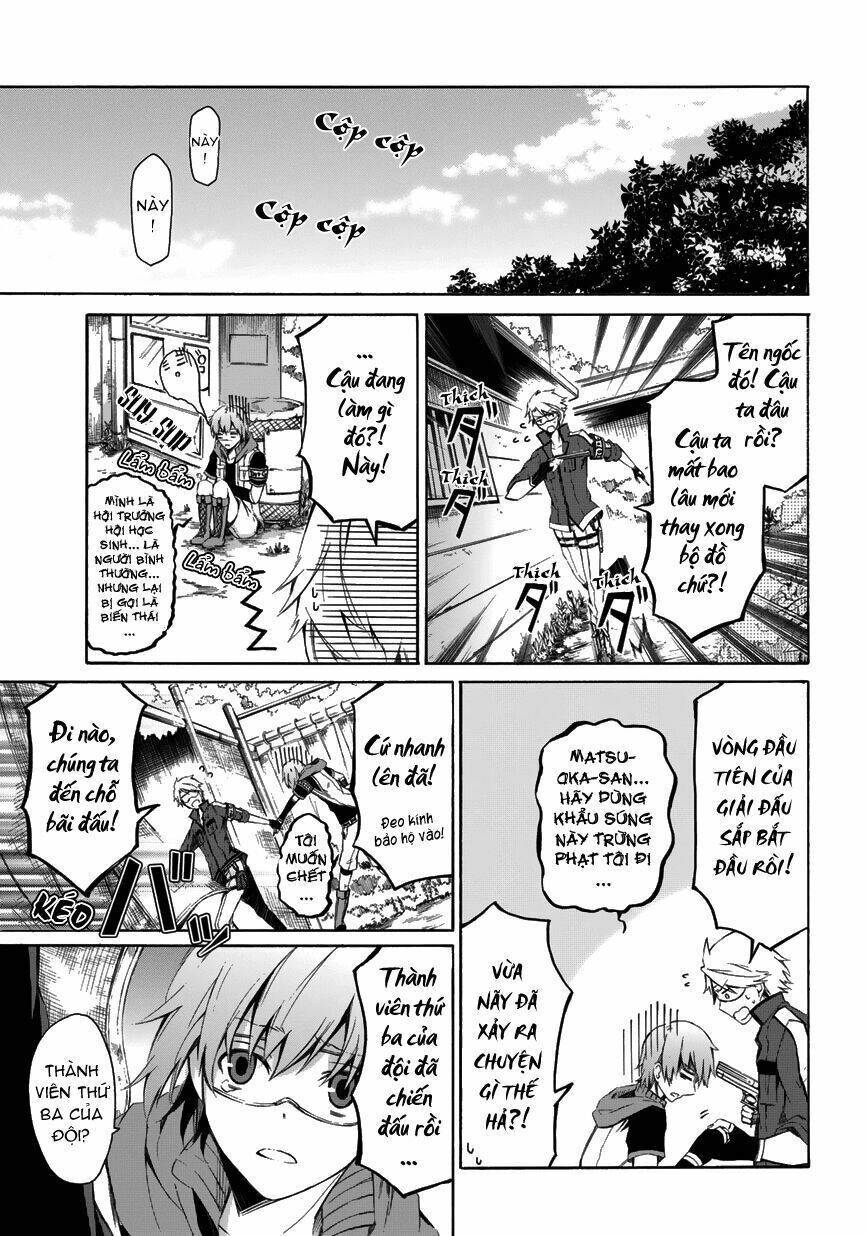 Cộp cộp
NÀY
!
Cộp cộp
NÀY
!
Tên ngốc
đó! Cậu
ta đâu
rồi?
Cậu ta
mất bao
lâu mới
thay xong
bộ đồ
chứ?!
Thịch
Thịch
Thịch
Thịch
...
Cậu đang
làm gì
đó?!
Này!
SUY SỤP
Lẩm bẩm
MÌNH LÀ
HỘI TRƯỞNG
HỘI HỌC
SINH... LÀ
NGƯỜI BÌNH
THƯỜNG...
NHƯNG LẠI
BỊ GỌI LÀ
BIẾN THÁI
...
Lẩm bẩm
VÒNG ĐẦU
TIÊN CỦA
GIẢI ĐẤU
SẮP BẮT
ĐẦU RỒI!
MATSU-
OKA-SAN...
HÃY DÙNG
KHẨU SÚNG
NÀY TRỪNG
PHẠT TÔI ĐI
...
VỪA
NÃY ĐÃ
XẢY RA
CHUYỆN
GÌ THẾ
HẢ?!
Cứ nhanh
lên đã!
Đeo kính
bảo hộ vào!
TÔI
MUỐN
CHẾT
Đi nào,
chúng ta
đến chỗ
bãi đấu!
KÉO
Thành
viên thứ
ba của
đội đã
chiến
đấu rồi
...
THÀNH
VIÊN THỨ
BA CỦA
ĐỘI?